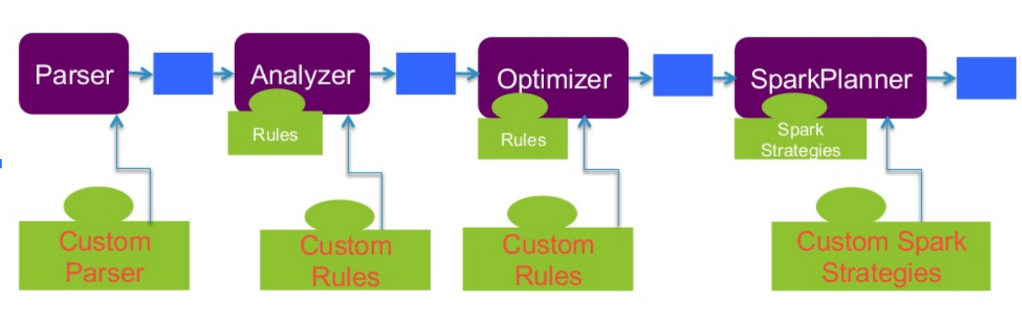 Parser
Analyzer
Optimizer
SparkPlanner
Rules
Rules
Spark
Strategies
Custom
Parser
Custom
Rules
Custom
Rules
Custom Spark
Strategies